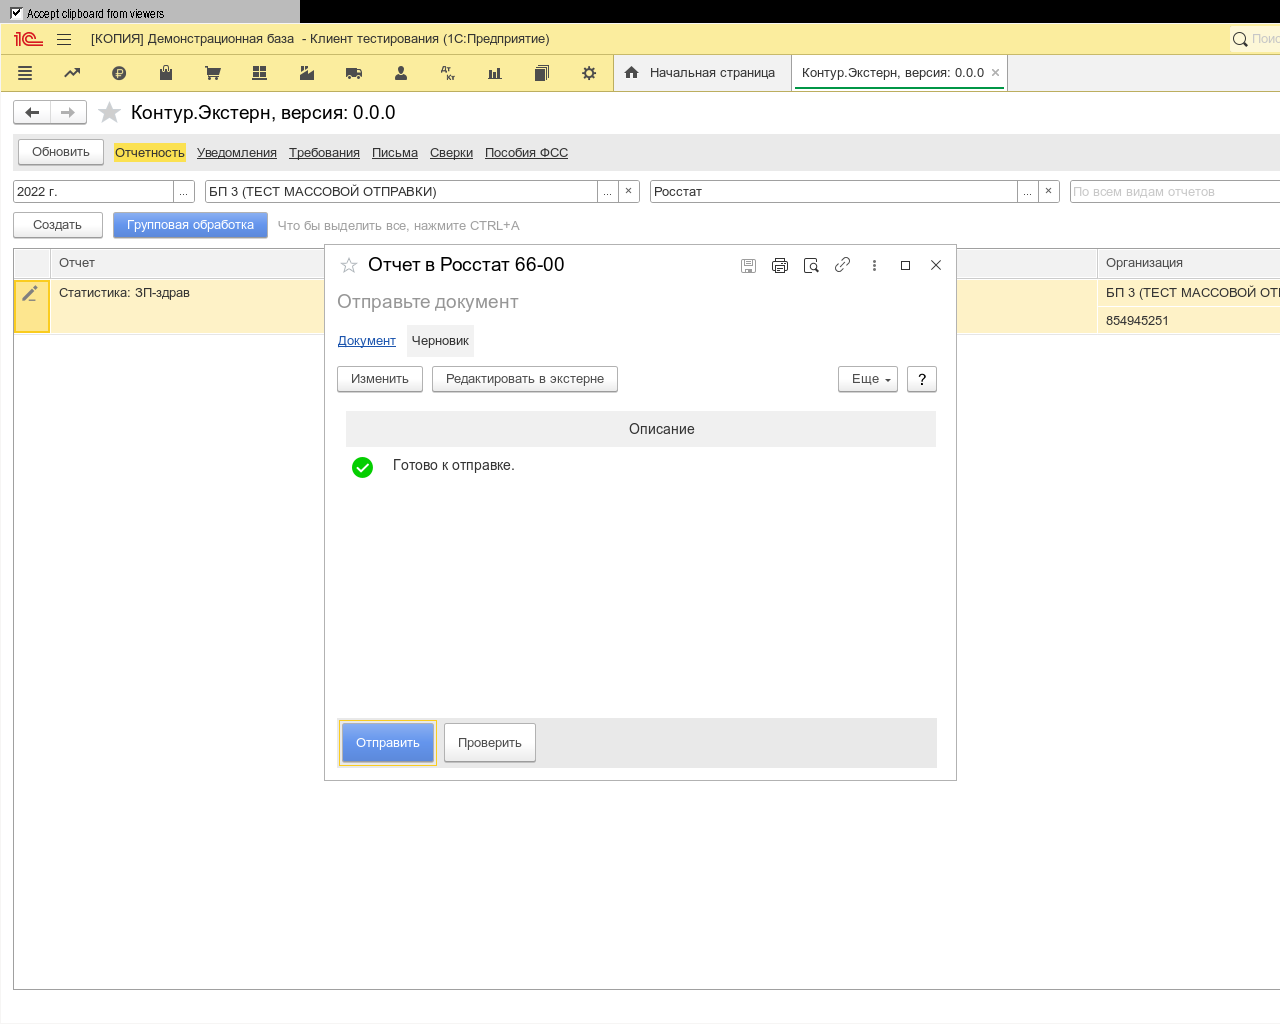 Accept clipboard from viewers
[КОПИЯ] Демонстрационная база - Клиент тестирования (1С:Предприятие)
Поис
Начальная страница
Контур.Экстерн, версия: 0.0.0
Контур.Экстерн, версия: 0.0.0
Обновить Отчетность Уведомления Требования Письма Сверки Пособия ФСС
2022 г. ... БП 3 (ТЕСТ МАССОВОЙ ОТПРАВКИ) ... × Росстат ... × По всем видам отчетов
Создать Групповая обработка Что бы выделить все, нажмите CTRL+A
Отчет Организация
Статистика: ЗП-здрав БП 3 (ТЕСТ МАССОВОЙ ОТП
854945251
Отчет в Росстат 66-00
Отправьте документ
Документ Черновик
Изменить Редактировать в экстерне Еще ?
Описание
Готово к отправке.
Отправить Проверить